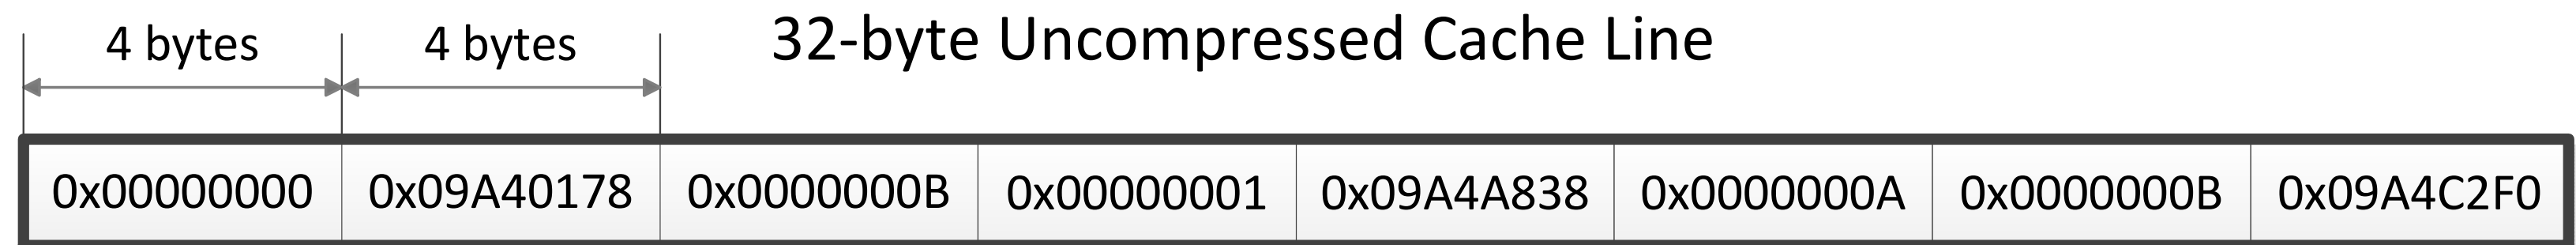 4 bytes 4 bytes 32-byte Uncompressed Cache Line
0x00000000 0x09A40178 0x0000000B 0x00000001 0x09A4A838 0x0000000A 0x0000000B 0x09A4C2F0